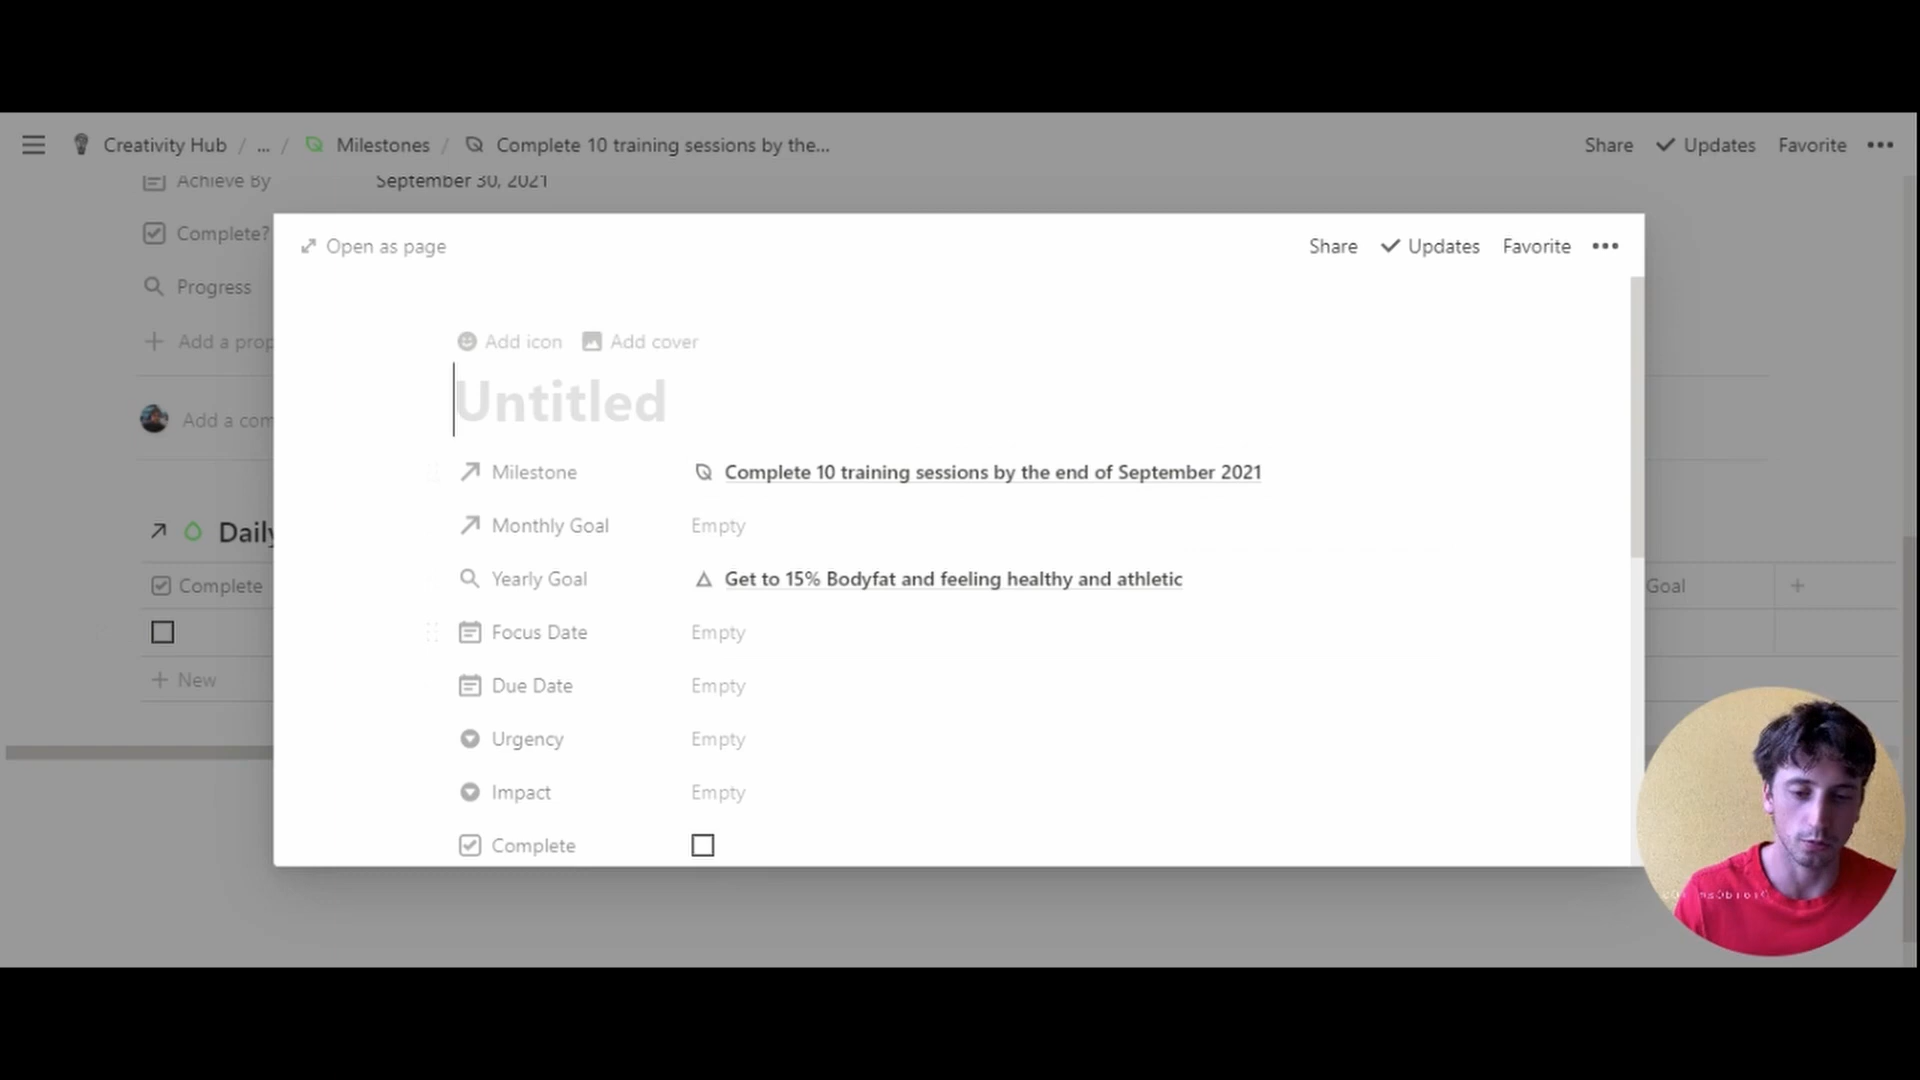 Creativity Hub / ... / Milestones / Complete 10 training sessions by the...
Share Updates Favorite
Achieve By September 30, 2021
Complete?
Progress
Add a prop
Add a com
Daily
Complete
Goal
New
Open as page
Share Updates Favorite
Add icon Add cover
Untitled
Milestone Complete 10 training sessions by the end of September 2021
Monthly Goal Empty
Yearly Goal Get to 15% Bodyfat and feeling healthy and athletic
Focus Date Empty
Due Date Empty
Urgency Empty
Impact Empty
Complete